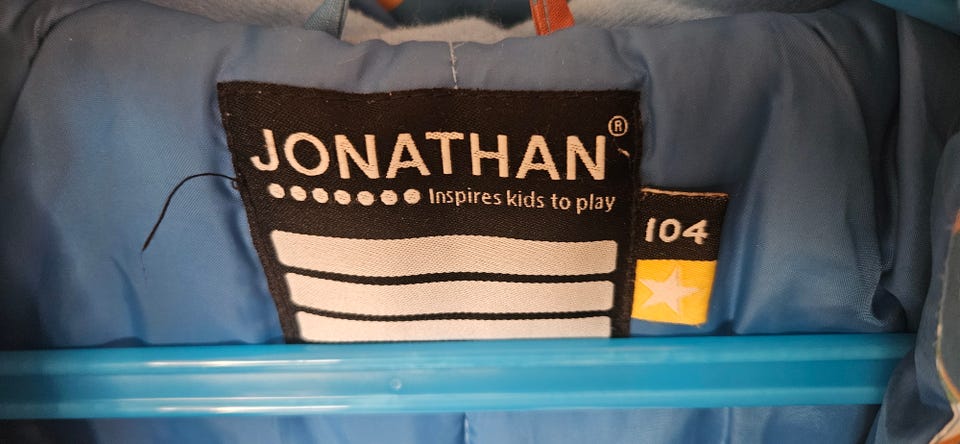 JONATHAN®
Inspires kids to play
104